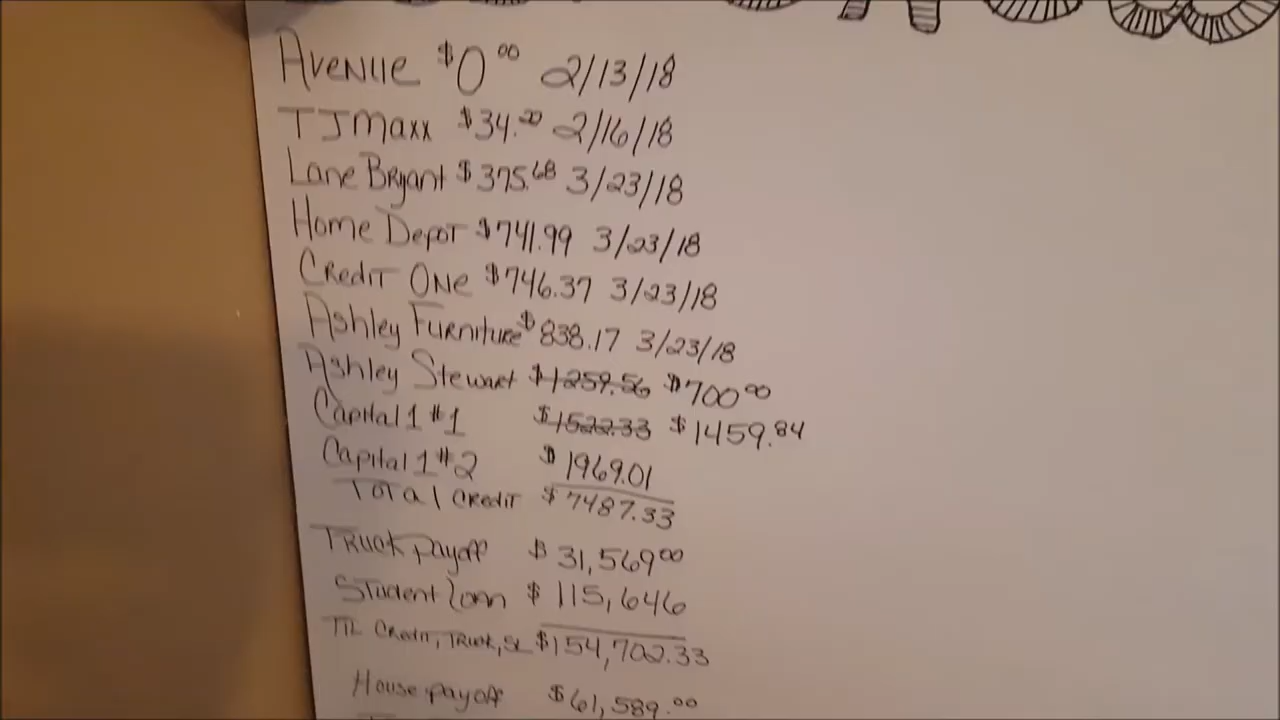 Avenue $0.00 2/13/18
TJMaxx $34.00 2/16/18
Lane Bryant $375.68 3/23/18
Home Depot $741.99 3/23/18
Credit One $746.37 3/23/18
Ashley Furniture $838.17 3/23/18
Ashley Stewart $1259.56 $700.00
Capital 1 #1 $1522.33 $1459.84
Capital 1 #2 $1969.01
Total Credit $7487.33
Truck payoff $31,569.00
Student loan $115,646
TTL Credit, Truck, SL $154,702.33
House payoff $61,589.00